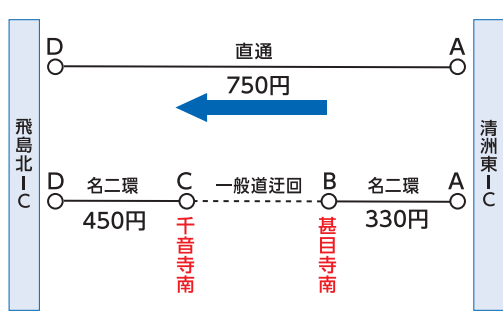 D 直通 A
750円
飛島北IC
清洲東IC
D 名二環 C 一般道迂回 B 名二環 A
450円 330円
千音寺南
甚目寺南